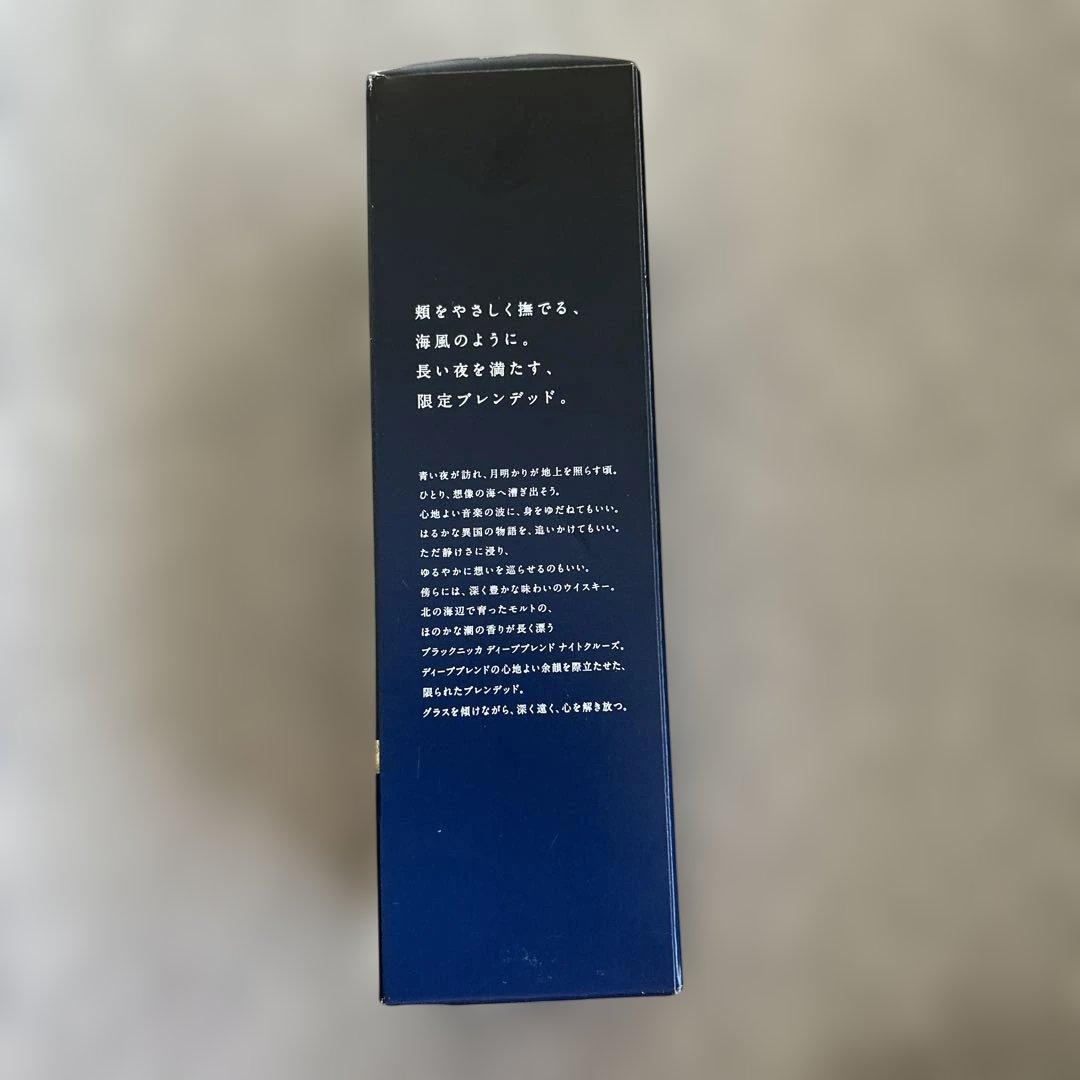 頬をやさしく撫でる、
海風のように。
長い夜を満たす、
限定ブレンデッド。
青い夜が訪れ、月明かりが地上を照らす頃。
ひとり、想像の海へ漕ぎ出そう。
心地よい音楽の波に、身をゆだねてもいい。
はるかな異国の物語を、追いかけてもいい。
ただ静けさに浸り、
ゆるやかに想いを巡らせるのもいい。
傍らには、深く豊かな味わいのウイスキー。
北の海辺で育ったモルトの、
ほのかな潮の香りが長く漂う
ブラックニッカ ディープブレンド ナイトクルーズ。
ディープブレンドの心地よい余韻を際立たせた、
限られたブレンデッド。
グラスを傾けながら、深く遠く、心を解き放つ。